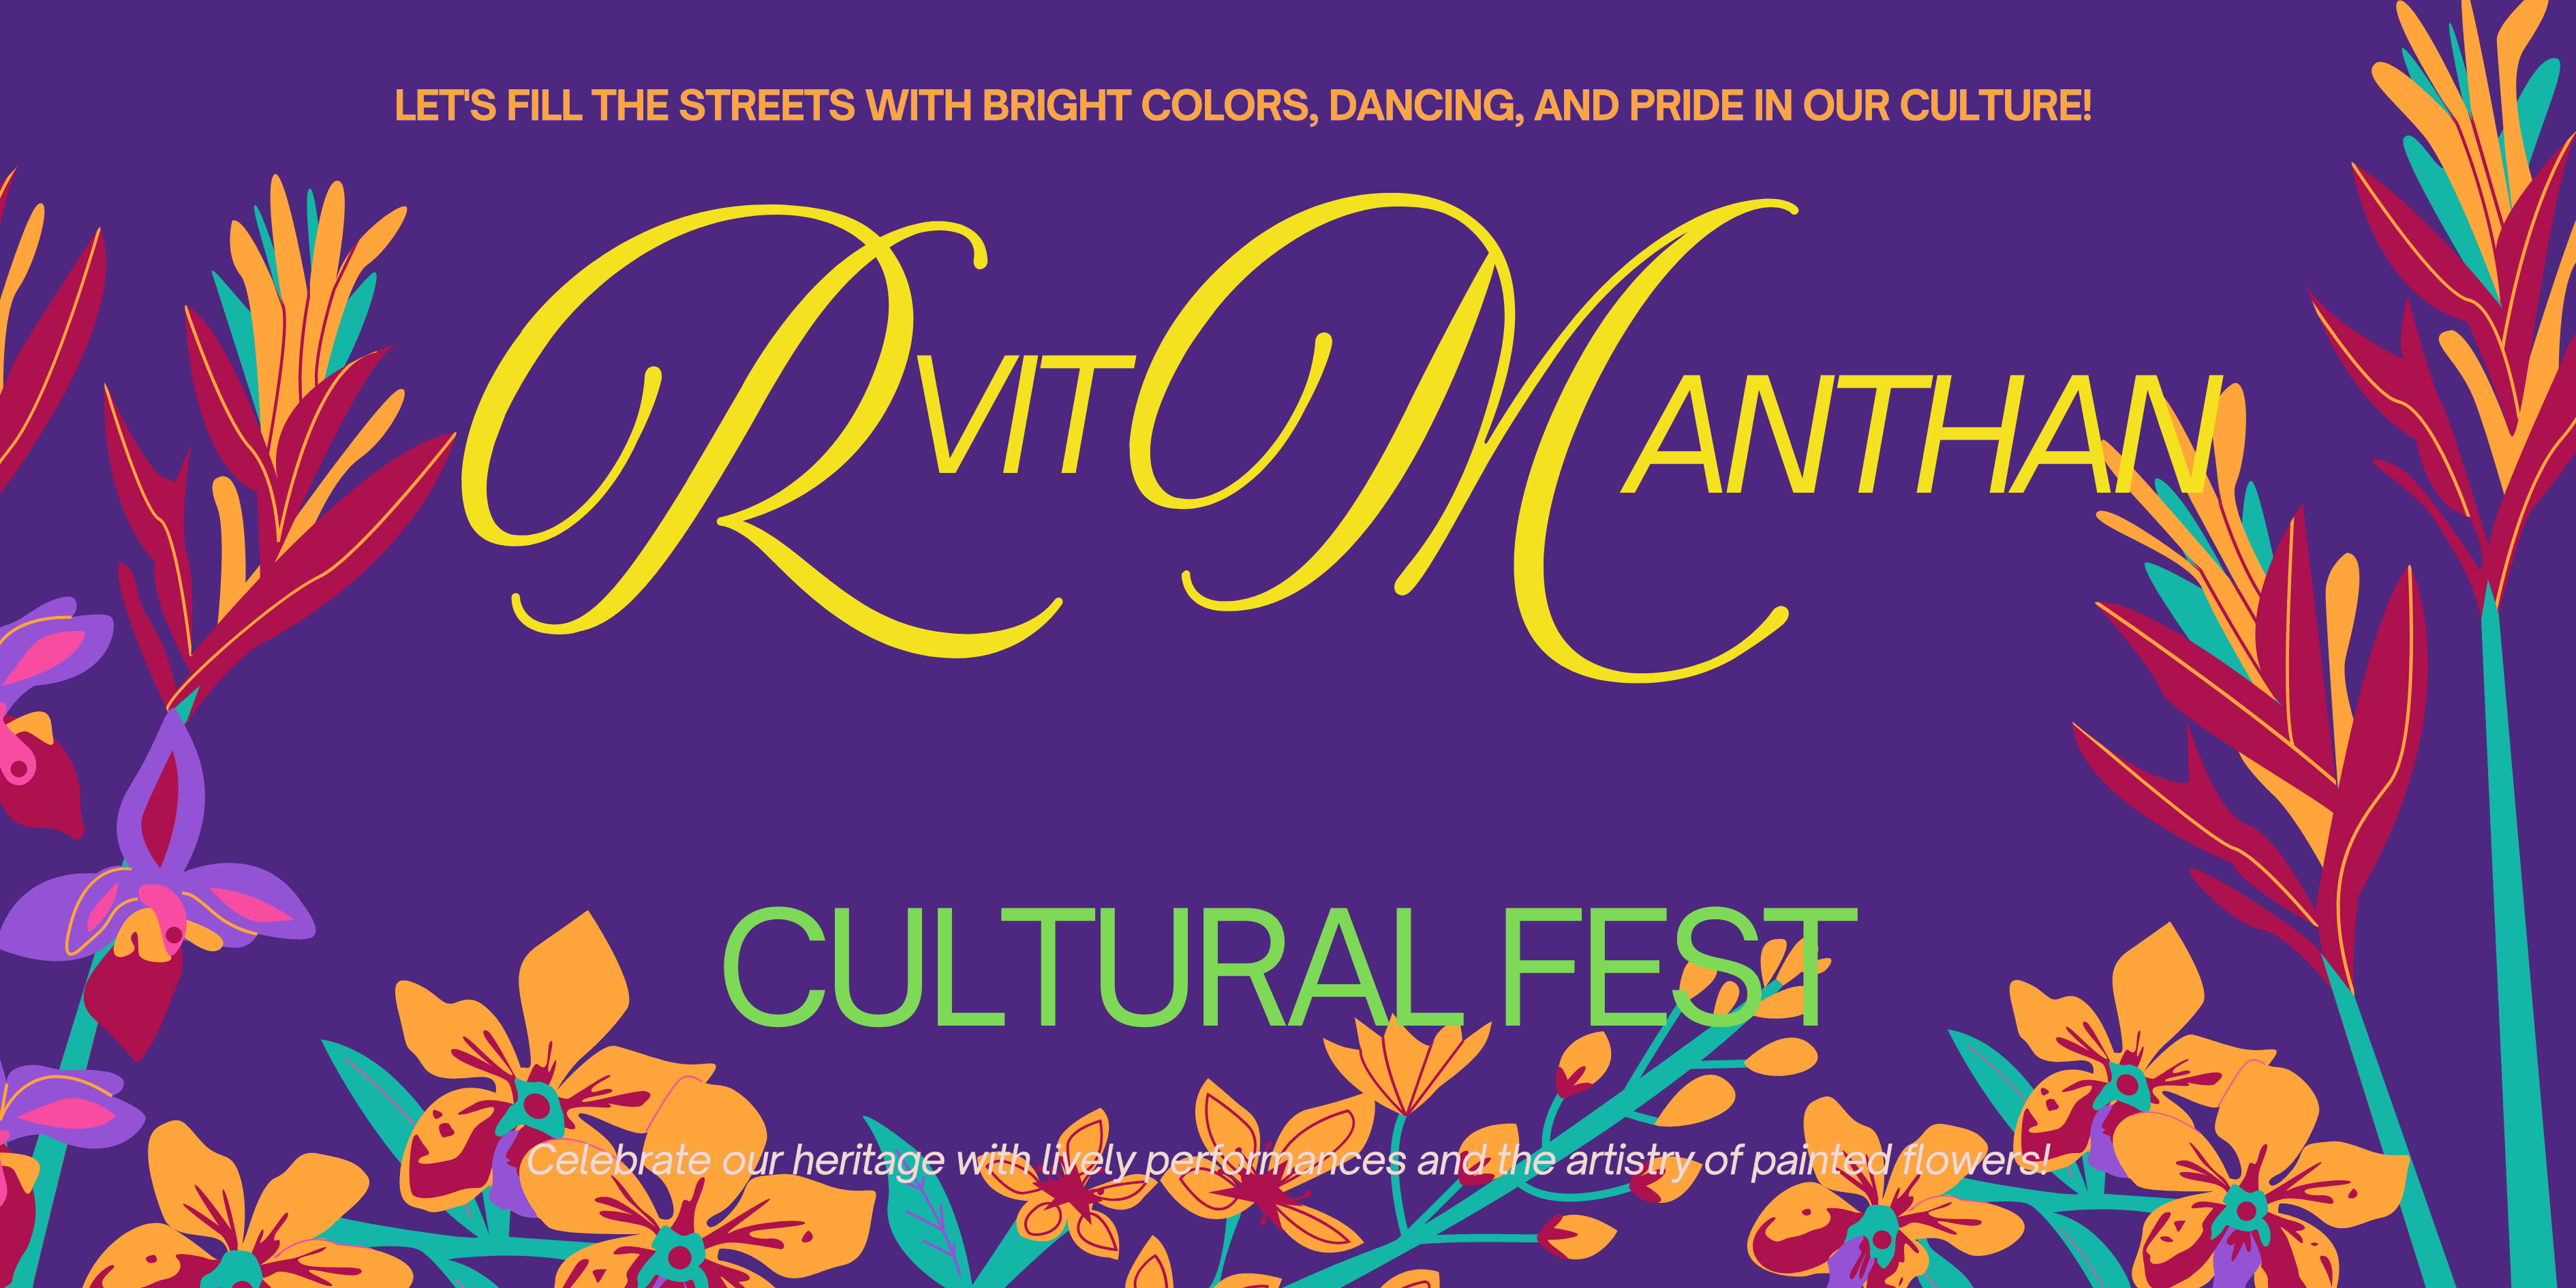 LET'S FILL THE STREETS WITH BRIGHT COLORS, DANCING, AND PRIDE IN OUR CULTURE!
RVIT MANTHAN
CULTURAL FEST
Celebrate our heritage with lively performances and the artistry of painted flowers!